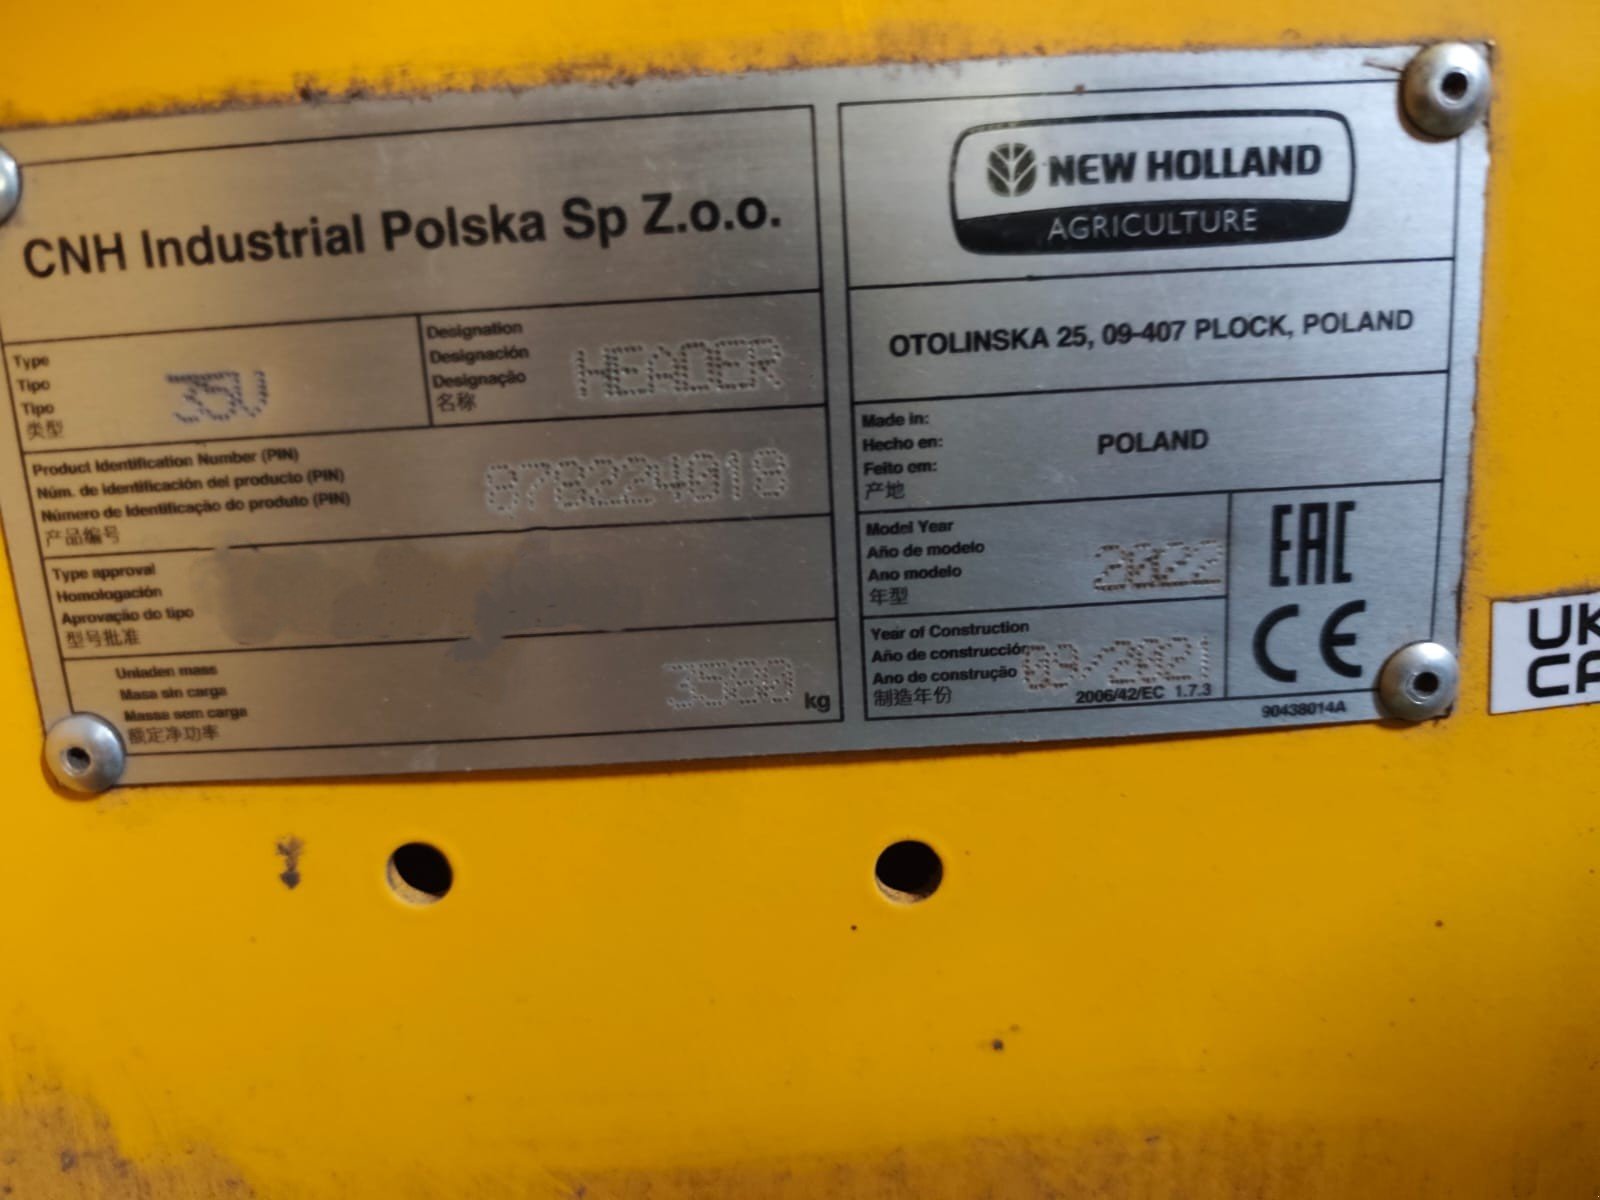 CNH Industrial Polska Sp Z.o.o.
Type
Tipo
Tipo
类型
35V
Designation
Designación
Designação
名称
HEADER
Product Identification Number (PIN)
Núm. de identificación del producto (PIN)
Número de Identificação do produto (PIN)
产品编号
878224018
Type approval
Homologación
Aprovação do tipo
型号批准
Unladen mass
Masa sin carga
Massa sem carga
额定净功率
3580 kg
NEW HOLLAND
AGRICULTURE
OTOLINSKA 25, 09-407 PLOCK, POLAND
Made in:
Hecho en:
Feito em:
产地
POLAND
Model Year
Año de modelo
Ano modelo
年型
2022
Year of Construction
Año de construcción
Ano de construção
制造年份
09/2021
2006/42/EC 1.7.3
EAC
CE
90438014A
UK
CA